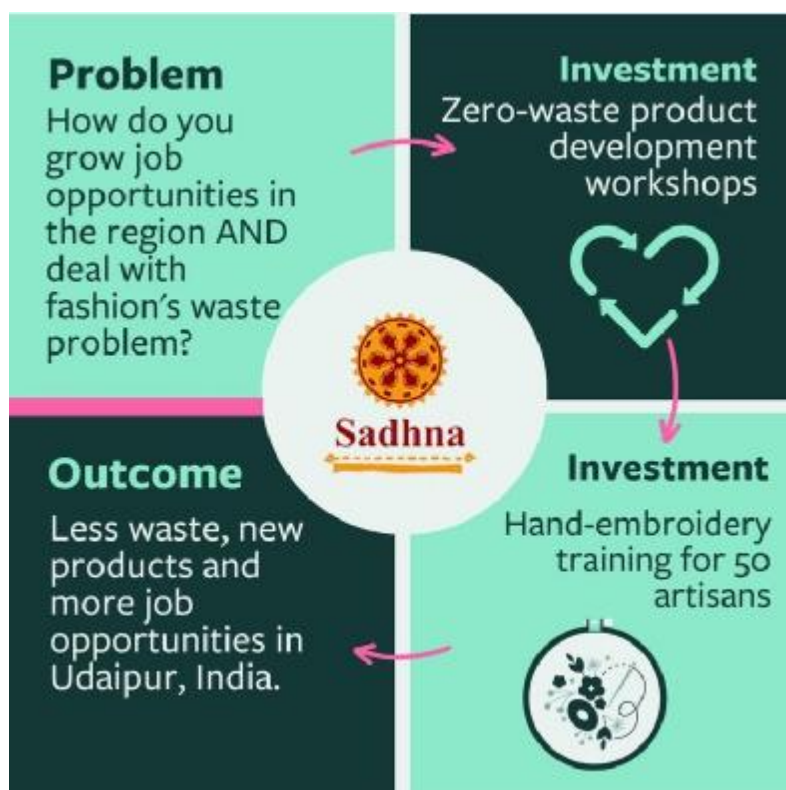 Problem
How do you
grow job
opportunities in
the region AND
deal with
fashion's waste
problem?
Investment
Zero-waste product
development
workshops
Sadhna
Investment
Hand-embroidery
training for 50
artisans
Outcome
Less waste, new
products and
more job
opportunities in
Udaipur, India.